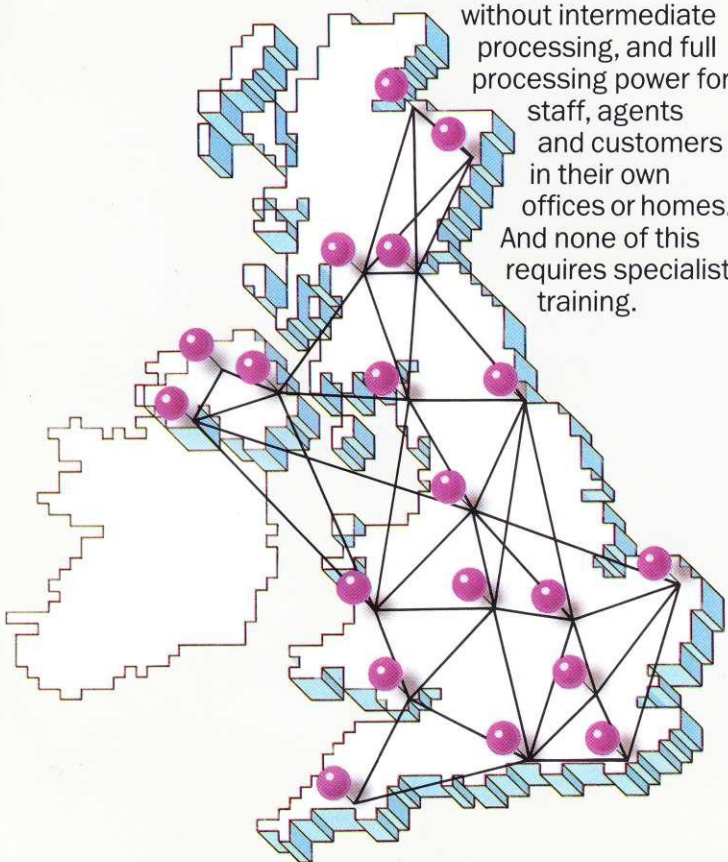 without intermediate
processing, and full
processing power for
staff, agents
and customers
in their own
offices or homes.
And none of this
requires specialist
training.